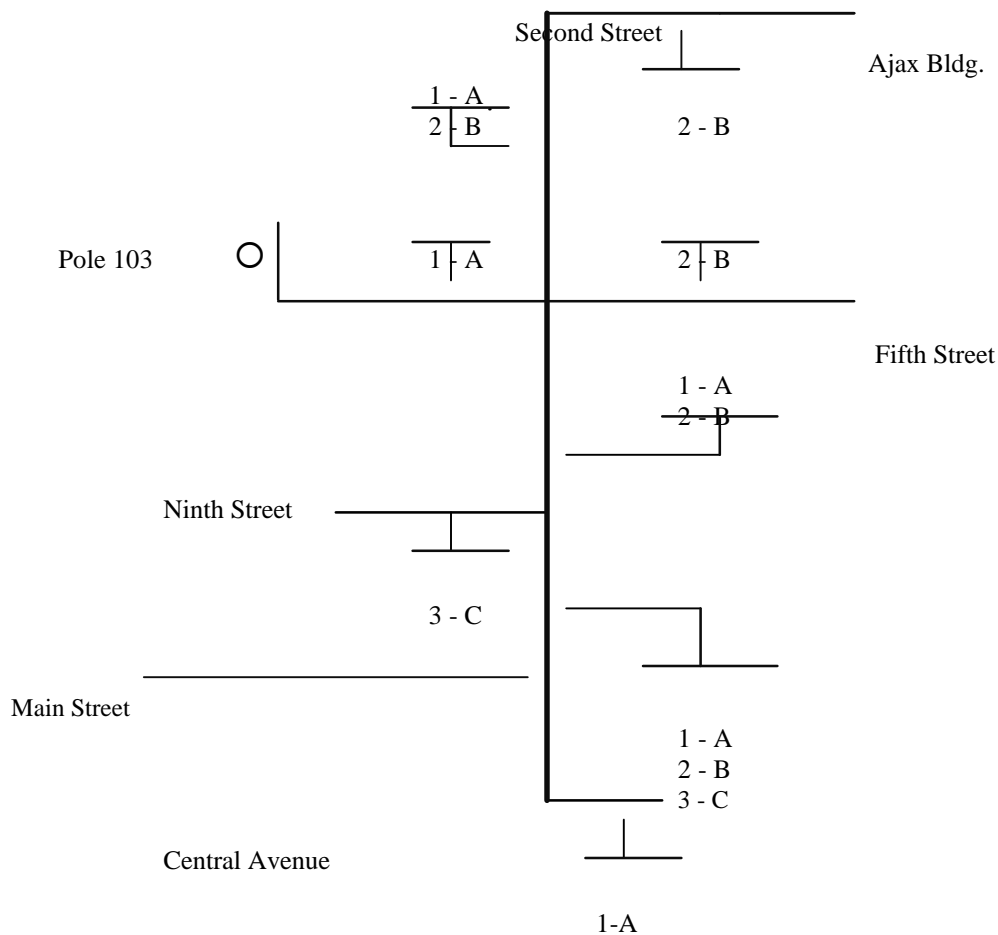 Second Street
Ajax Bldg.
1 - A
2 - B
2 - B
Pole 103
1 - A
2 - B
Fifth Street
1 - A
2 - B
Ninth Street
3 - C
Main Street
1 - A
2 - B
3 - C
Central Avenue
1-A